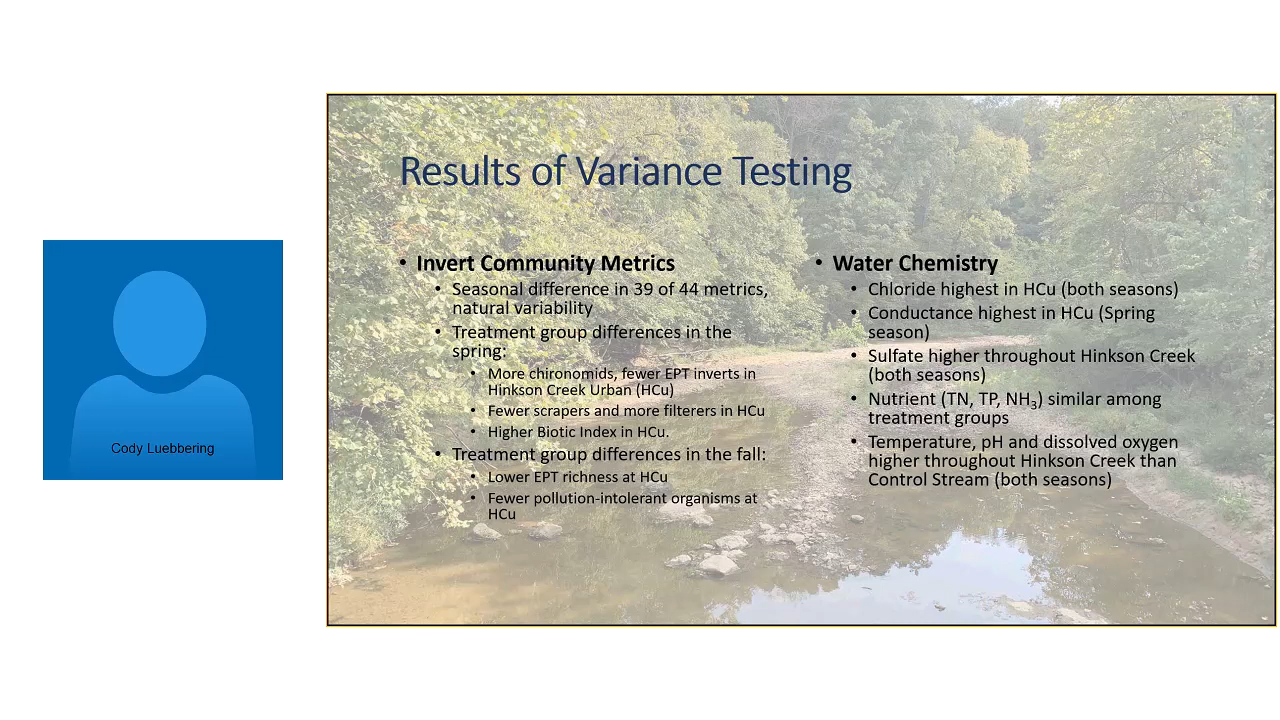 Results of Variance Testing
• Invert Community Metrics
• Seasonal difference in 39 of 44 metrics,
natural variability
• Treatment group differences in the
spring:
• More chironomids, fewer EPT inverts in
Hinkson Creek Urban (HCu)
• Fewer scrapers and more filterers in HCu
• Higher Biotic Index in HCu.
• Treatment group differences in the fall:
• Lower EPT richness at HCu
• Fewer pollution-intolerant organisms at
HCu
• Water Chemistry
• Chloride highest in HCu (both seasons)
• Conductance highest in HCu (Spring
season)
• Sulfate higher throughout Hinkson Creek
(both seasons)
• Nutrient (TN, TP, NH₃) similar among
treatment groups
• Temperature, pH and dissolved oxygen
higher throughout Hinkson Creek than
Control Stream (both seasons)
Cody Luebbering